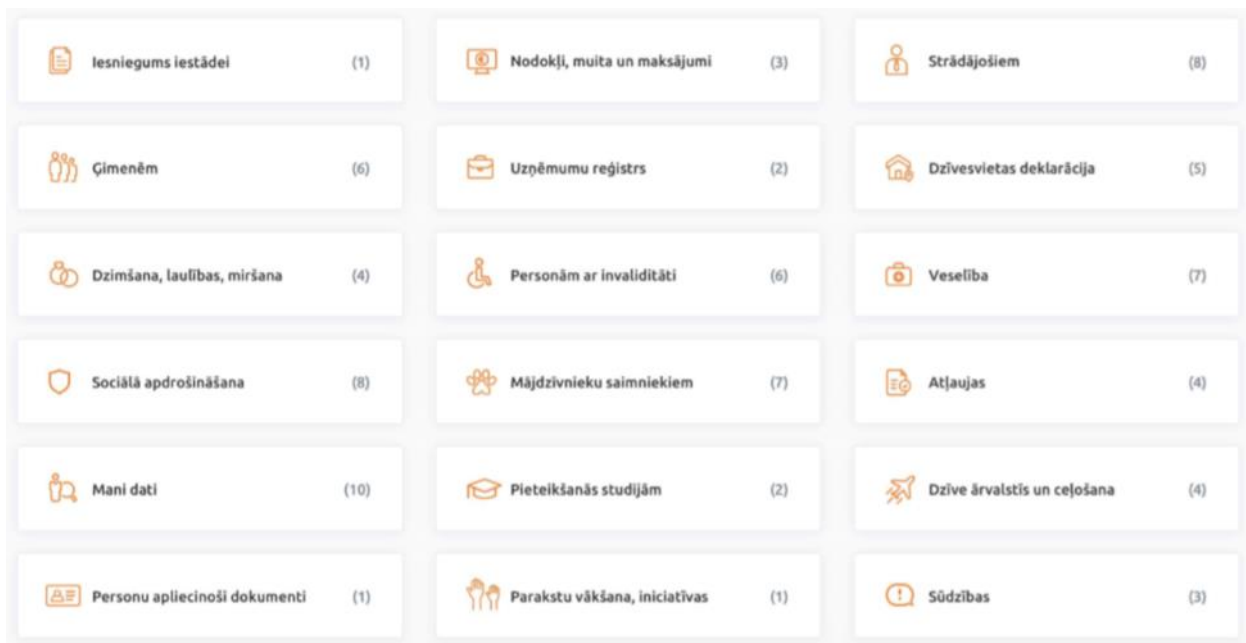 Iesniegums iestādei (1)
Nodokļi, muita un maksājumi (3)
Strādājošiem (8)
Ģimenēm (6)
Uzņēmumu reģistrs (2)
Dzīvesvietas deklarācija (5)
Dzimšana, laulības, miršana (4)
Personām ar invaliditāti (6)
Veselība (7)
Sociālā apdrošināšana (8)
Mājdzīvnieku saimniekiem (7)
Atļaujas (4)
Mani dati (10)
Pieteikšanās studijām (2)
Dzīve ārvalstīs un ceļošana (4)
Personu apliecinoši dokumenti (1)
Parakstu vākšana, iniciatīvas (1)
Sūdzības (3)